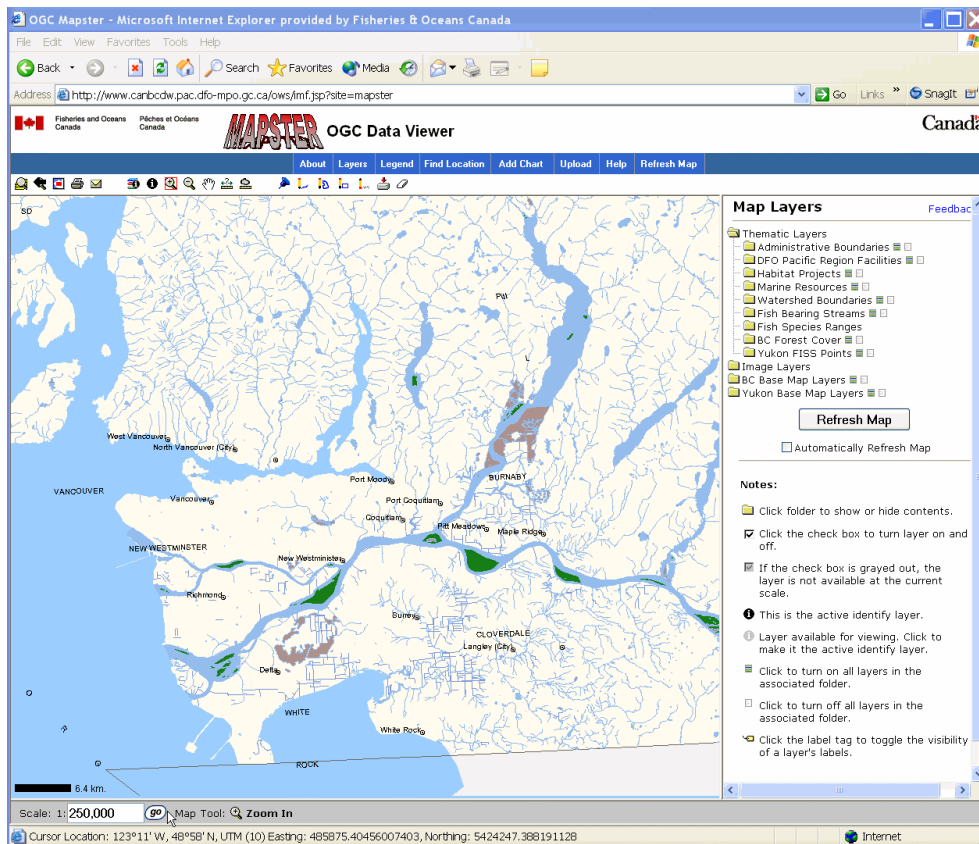 OGC Mapster - Microsoft Internet Explorer provided by Fisheries & Oceans Canada
File Edit View Favorites Tools Help
Back Search Favorites Media
Address http://www.canbcdw.pac.dfo-mpo.gc.ca/ows/imf.jsp?site=mapster Go Links » SnagIt
Fisheries and Oceans Canada
Pêches et Océans Canada
MAPSTER OGC Data Viewer
Canada
About Layers Legend Find Location Add Chart Upload Help Refresh Map
SD
Pitt
L
West Vancouver
North Vancouver (City)
Port Moody
BURNABY
VANCOUVER
Vancouver
Port Coquitlam
Coquitlam
Pitt Meadows
Maple Ridge
NEW WESTMINSTER
New Westminister
Richmond
Surrey
CLOVERDALE
Langley (City)
Delta
WHITE
White Rock
ROCK
6.4 km.
Map Layers
Feedbac
Thematic Layers
Administrative Boundaries
DFO Pacific Region Facilities
Habitat Projects
Marine Resources
Watershed Boundaries
Fish Bearing Streams
Fish Species Ranges
BC Forest Cover
Yukon FISS Points
Image Layers
BC Base Map Layers
Yukon Base Map Layers
Refresh Map
Automatically Refresh Map
Notes:
Click folder to show or hide contents.
Click the check box to turn layer on and
off.
If the check box is grayed out, the
layer is not available at the current
scale.
This is the active identify layer.
Layer available for viewing. Click to
make it the active identify layer.
Click to turn on all layers in the
associated folder.
Click to turn off all layers in the
associated folder.
Click the label tag to toggle the visibility
of a layer's labels.
Scale: 1: 250,000 go Map Tool: Zoom In
Cursor Location: 123°11' W, 48°58' N, UTM (10) Easting: 485875.40456007403, Northing: 5424247.388191128 Internet